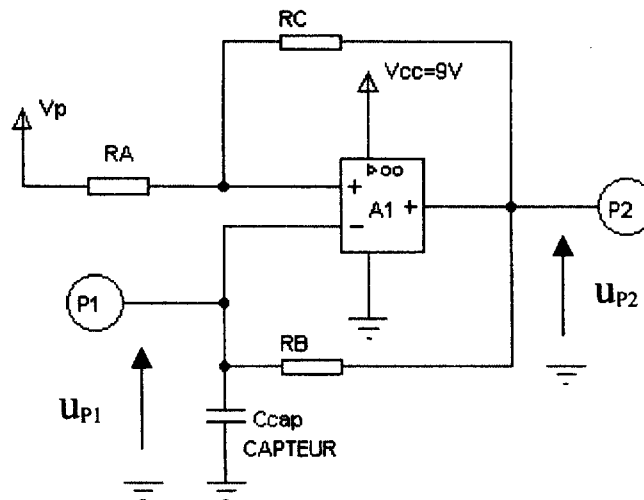 RC
Vcc=9V
Vp
RA
+
▷∞
A1
+
−
P2
P1
uP2
RB
uP1
Ccap
CAPTEUR